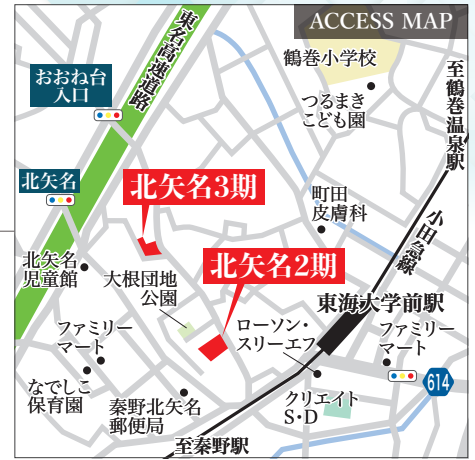 ACCESS MAP
鶴巻小学校
東名高速道路
おおね台
入口
つるまき
こども園
至鶴巻温泉駅
北矢名
北矢名3期
町田
皮膚科
小田急線
北矢名
児童館
大根団地
公園
北矢名2期
東海大学前駅
ファミリー
マート
ローソン・
スリーエフ
ファミリー
マート
なでしこ
保育園
秦野北矢名
郵便局
クリエイト
S・D
614
至秦野駅